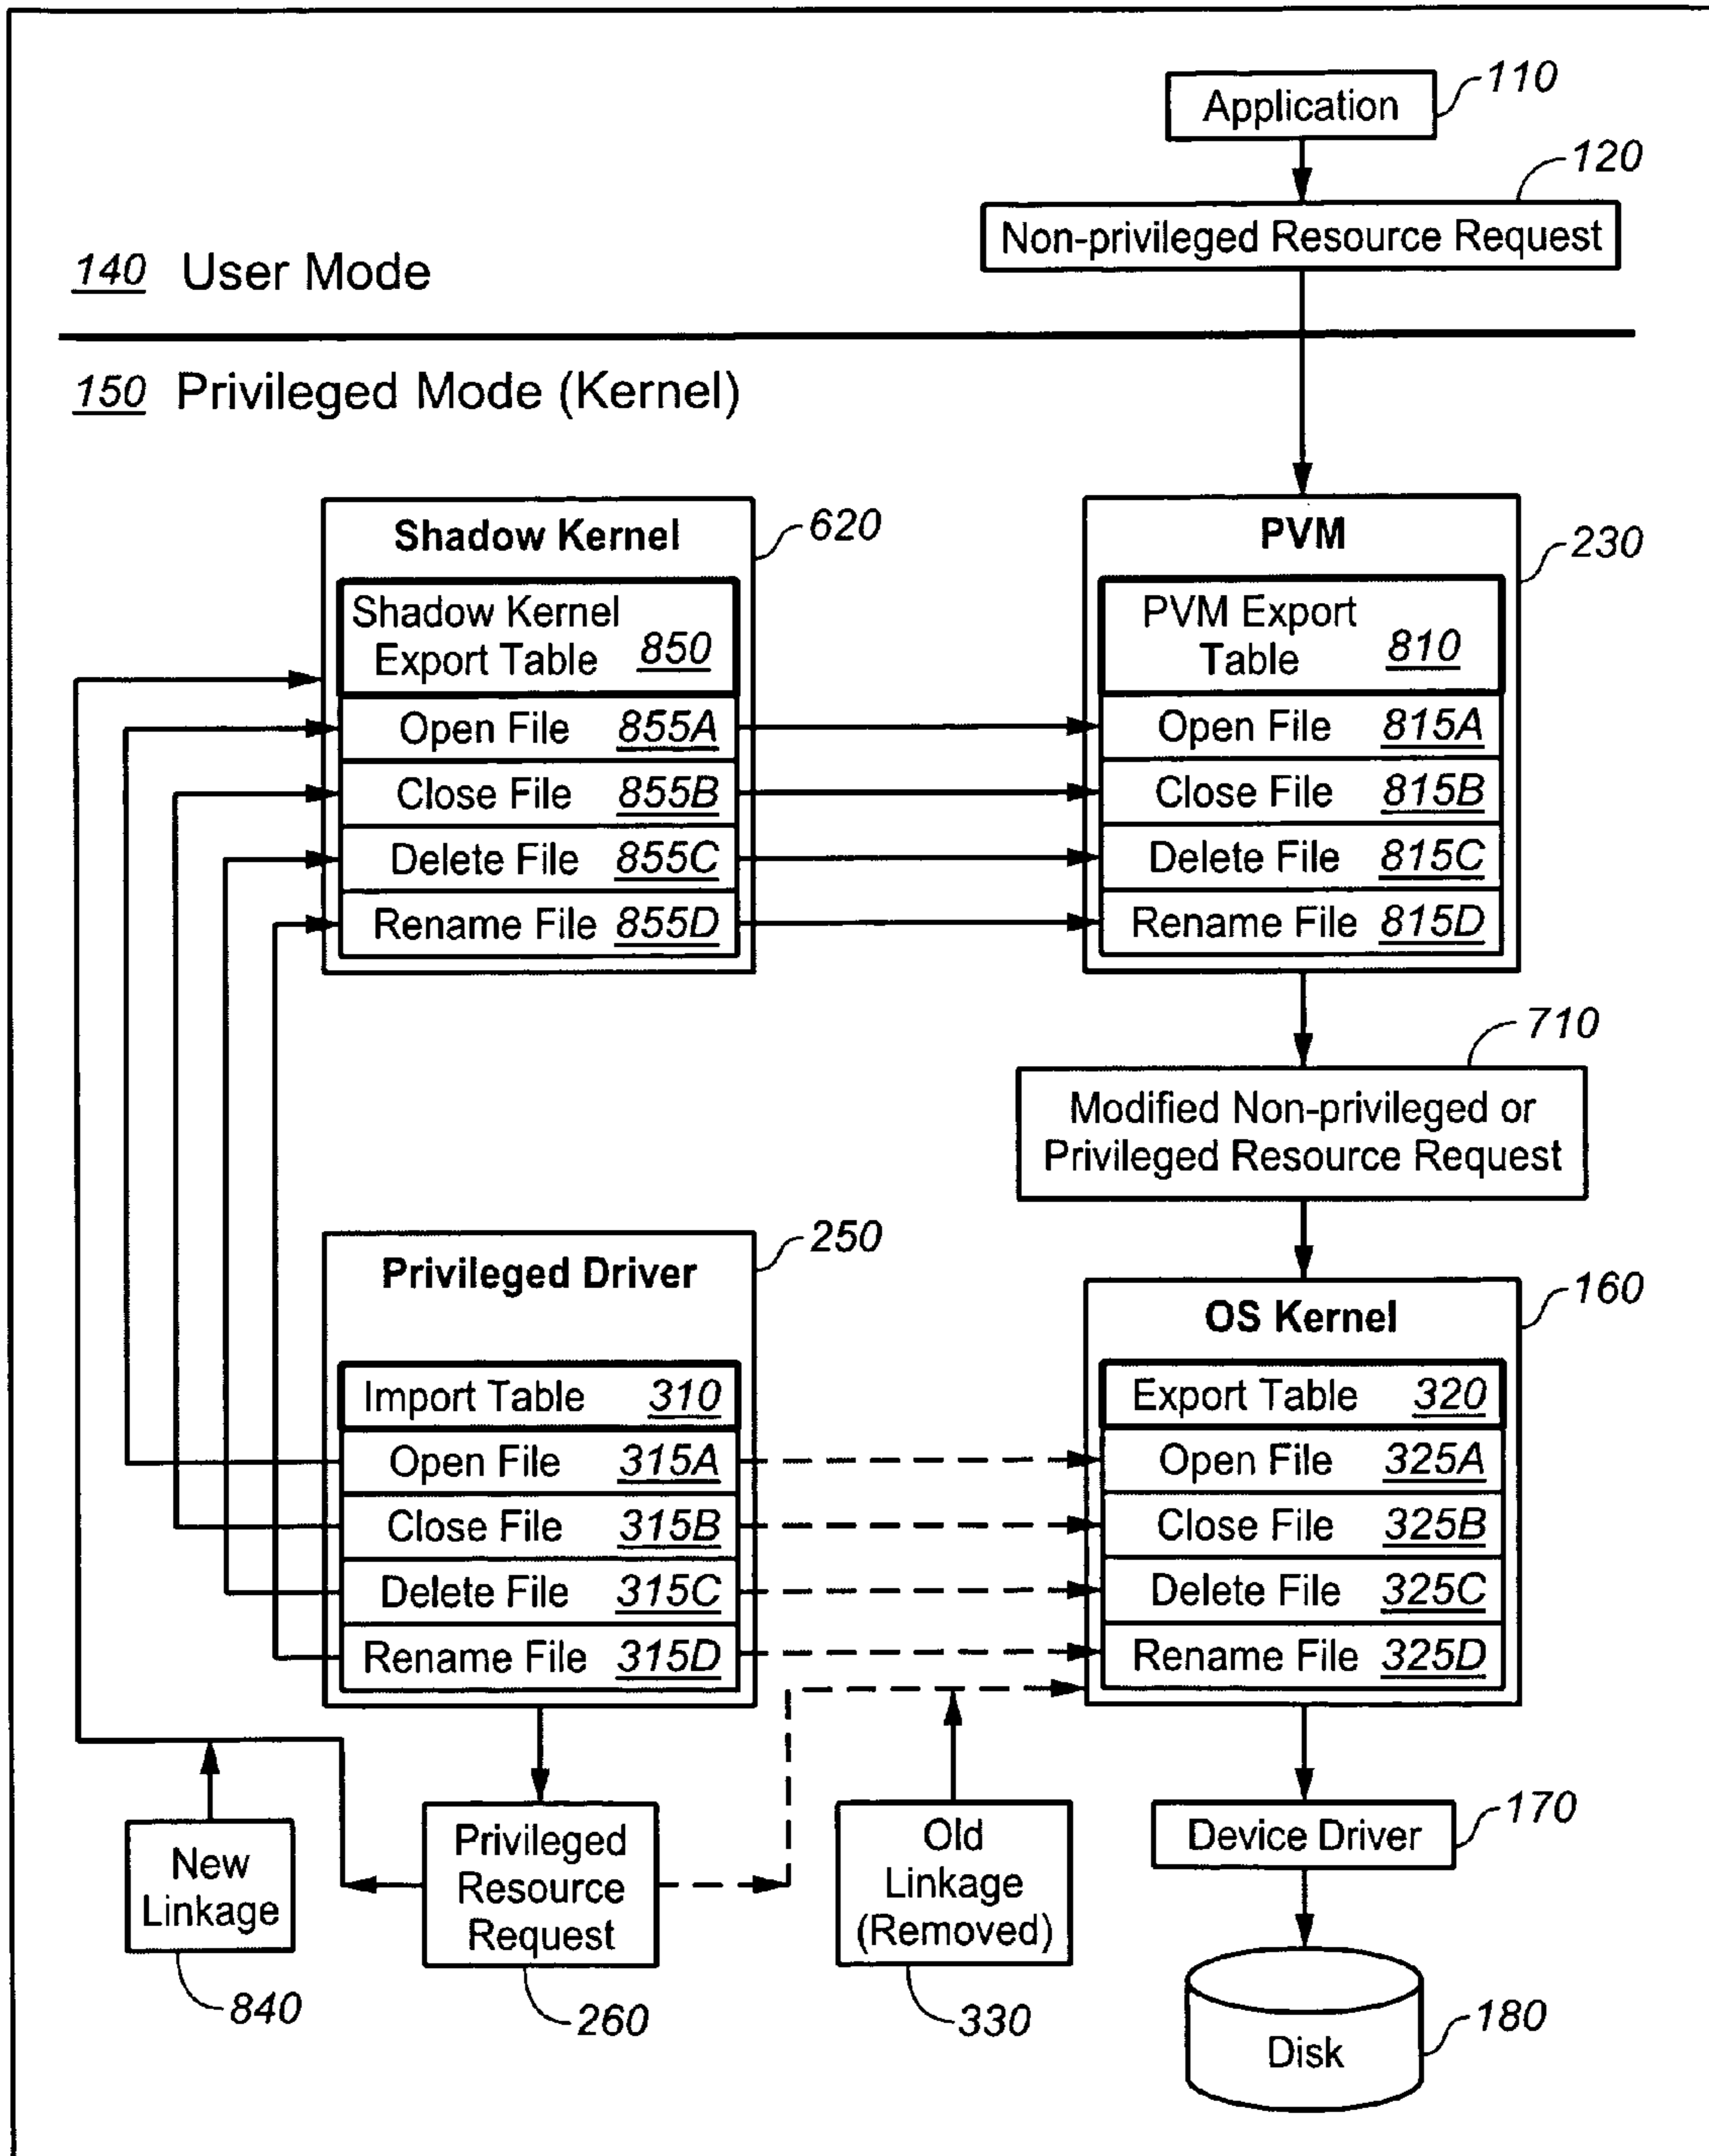 Application
110
120
Non-privileged Resource Request
140 User Mode
150 Privileged Mode (Kernel)
Shadow Kernel
620
Shadow Kernel
Export Table 850
Open File 855A
Close File 855B
Delete File 855C
Rename File 855D
PVM
230
PVM Export
Table 810
Open File 815A
Close File 815B
Delete File 815C
Rename File 815D
710
Modified Non-privileged or
Privileged Resource Request
250
Privileged Driver
Import Table 310
Open File 315A
Close File 315B
Delete File 315C
Rename File 315D
160
OS Kernel
Export Table 320
Open File 325A
Close File 325B
Delete File 325C
Rename File 325D
New
Linkage
840
Privileged
Resource
Request
260
Old
Linkage
(Removed)
330
Device Driver
170
Disk
180